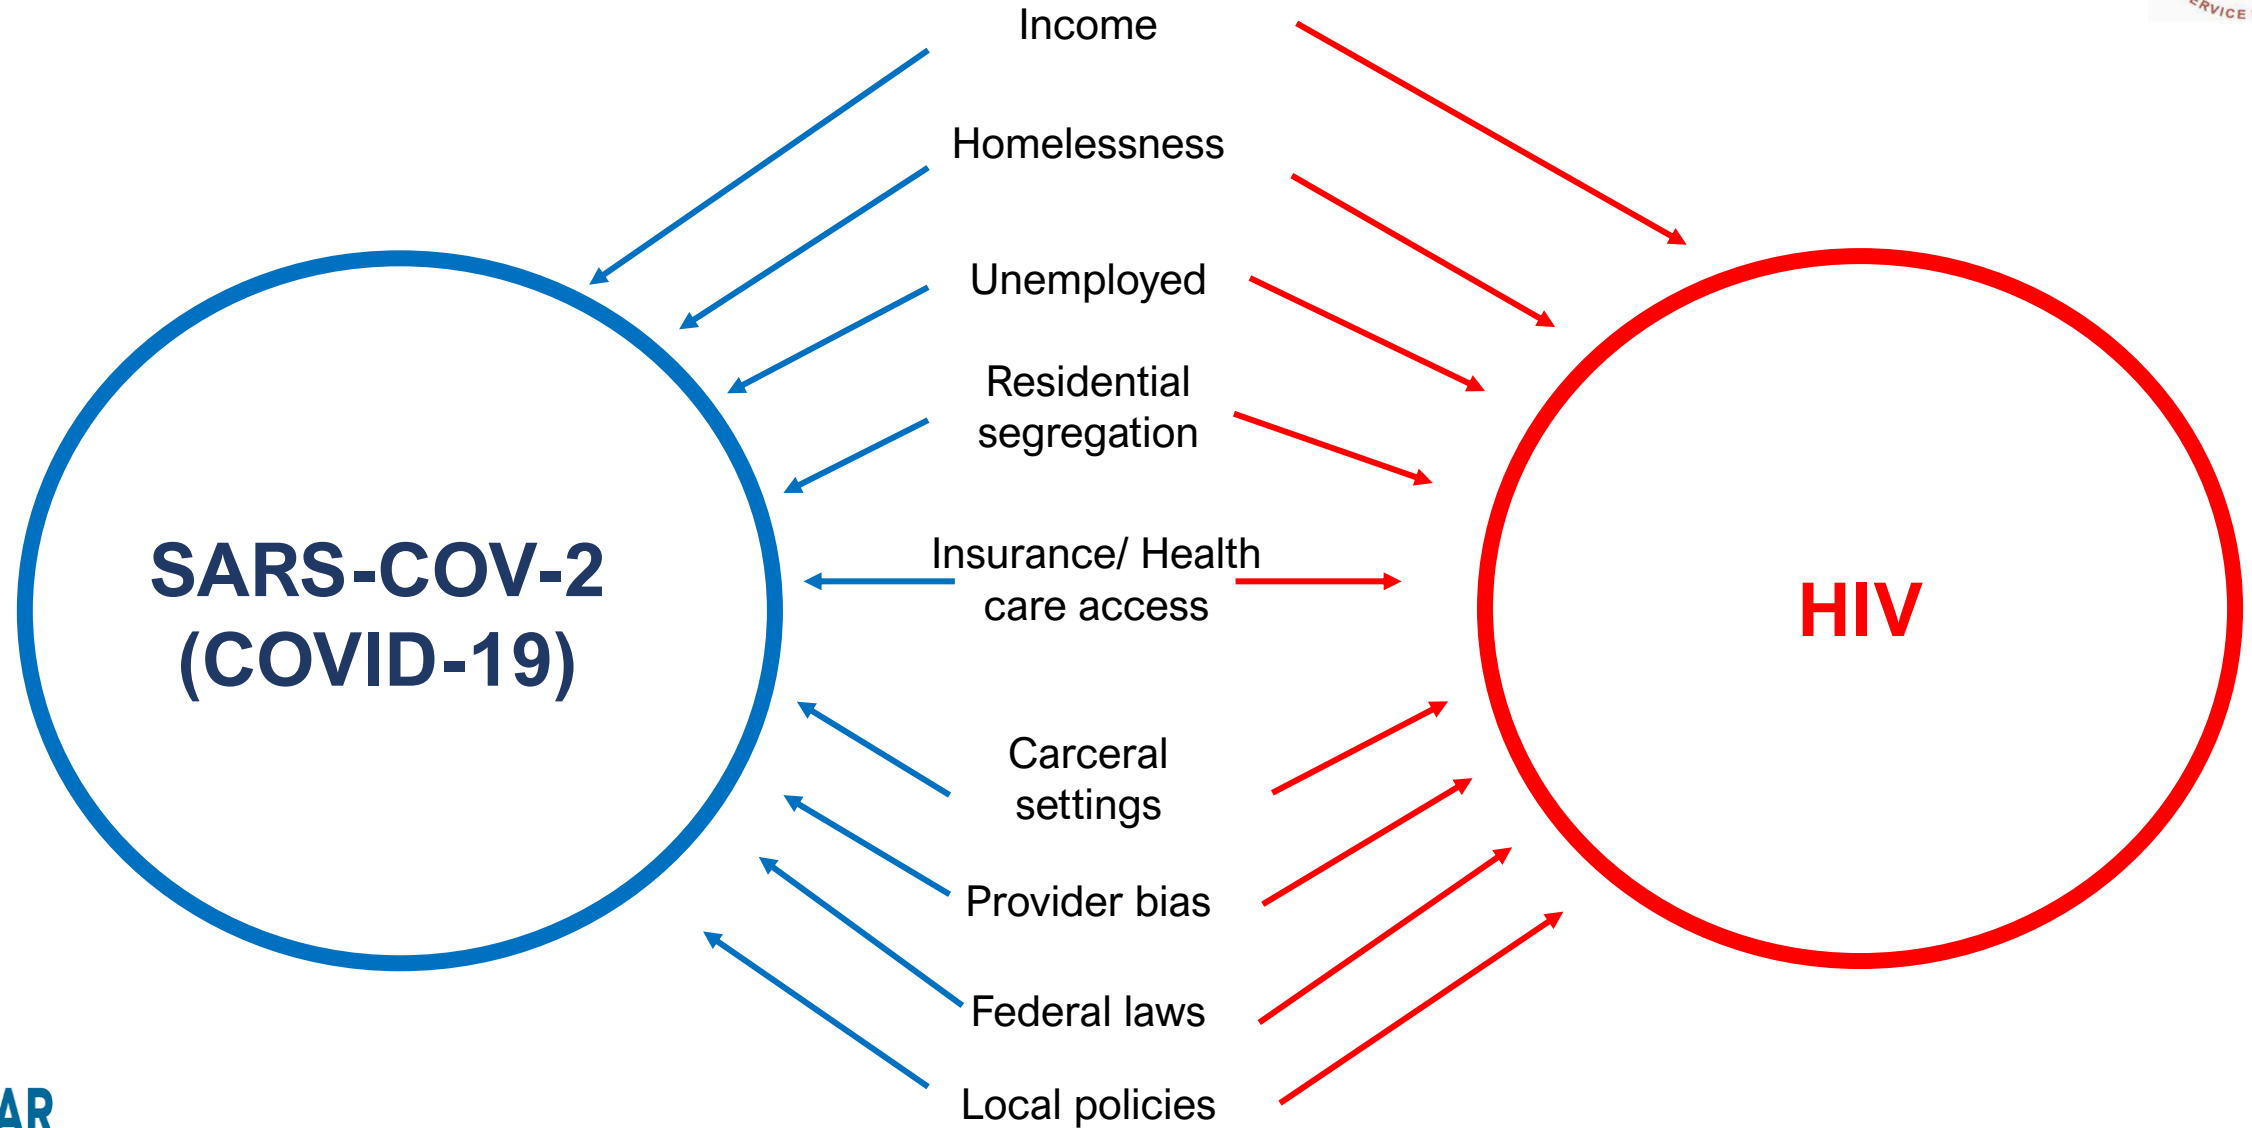 Income
Homelessness
Unemployed
Residential
segregation
Insurance/ Health
care access
SARS-COV-2
(COVID-19)
HIV
Carceral
settings
Provider bias
Federal laws
Local policies